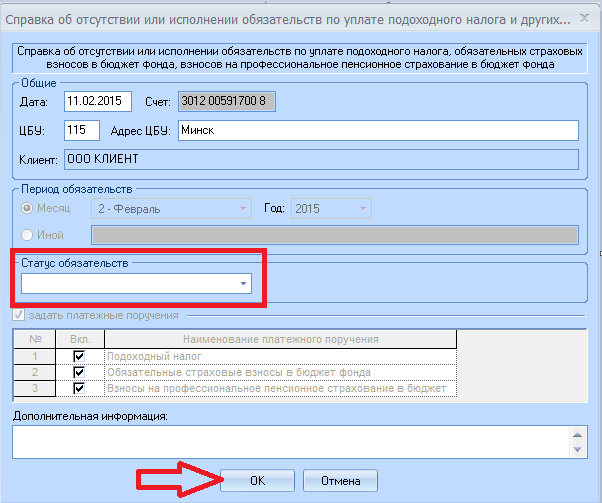 Справка об отсутствии или исполнении обязательств по уплате подоходного налога и других...
Справка об отсутствии или исполнении обязательств по уплате подоходного налога, обязательных страховых
взносов в бюджет фонда, взносов на профессиональное пенсионное страхование в бюджет фонда
Общие
Дата: 11.02.2015 Счет: 3012 00591700 8
ЦБУ: 115 Адрес ЦБУ: Минск
Клиент: ООО КЛИЕНТ
Период обязательств
Месяц 2 - Февраль Год: 2015
Иной
Статус обязательств
задать платежные поручения
№ Вкл. Наименование платежного поручения
1 Подоходный налог
2 Обязательные страховые взносы в бюджет фонда
3 Взносы на профессиональное пенсионное страхование в бюджет
Дополнительная информация:
OK Отмена